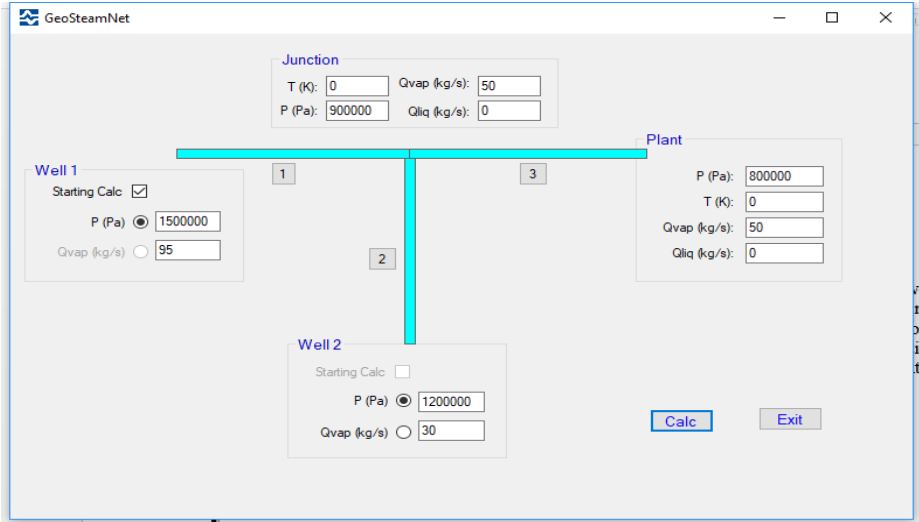 GeoSteamNet
Junction
T (K): 0 Qvap (kg/s): 50
P (Pa): 900000 Qliq (kg/s): 0
Well 1
Starting Calc
P (Pa) 1500000
Qvap (kg/s) 95
1
3
2
Plant
P (Pa): 800000
T (K): 0
Qvap (kg/s): 50
Qliq (kg/s): 0
Well 2
Starting Calc
P (Pa) 1200000
Qvap (kg/s) 30
Calc Exit